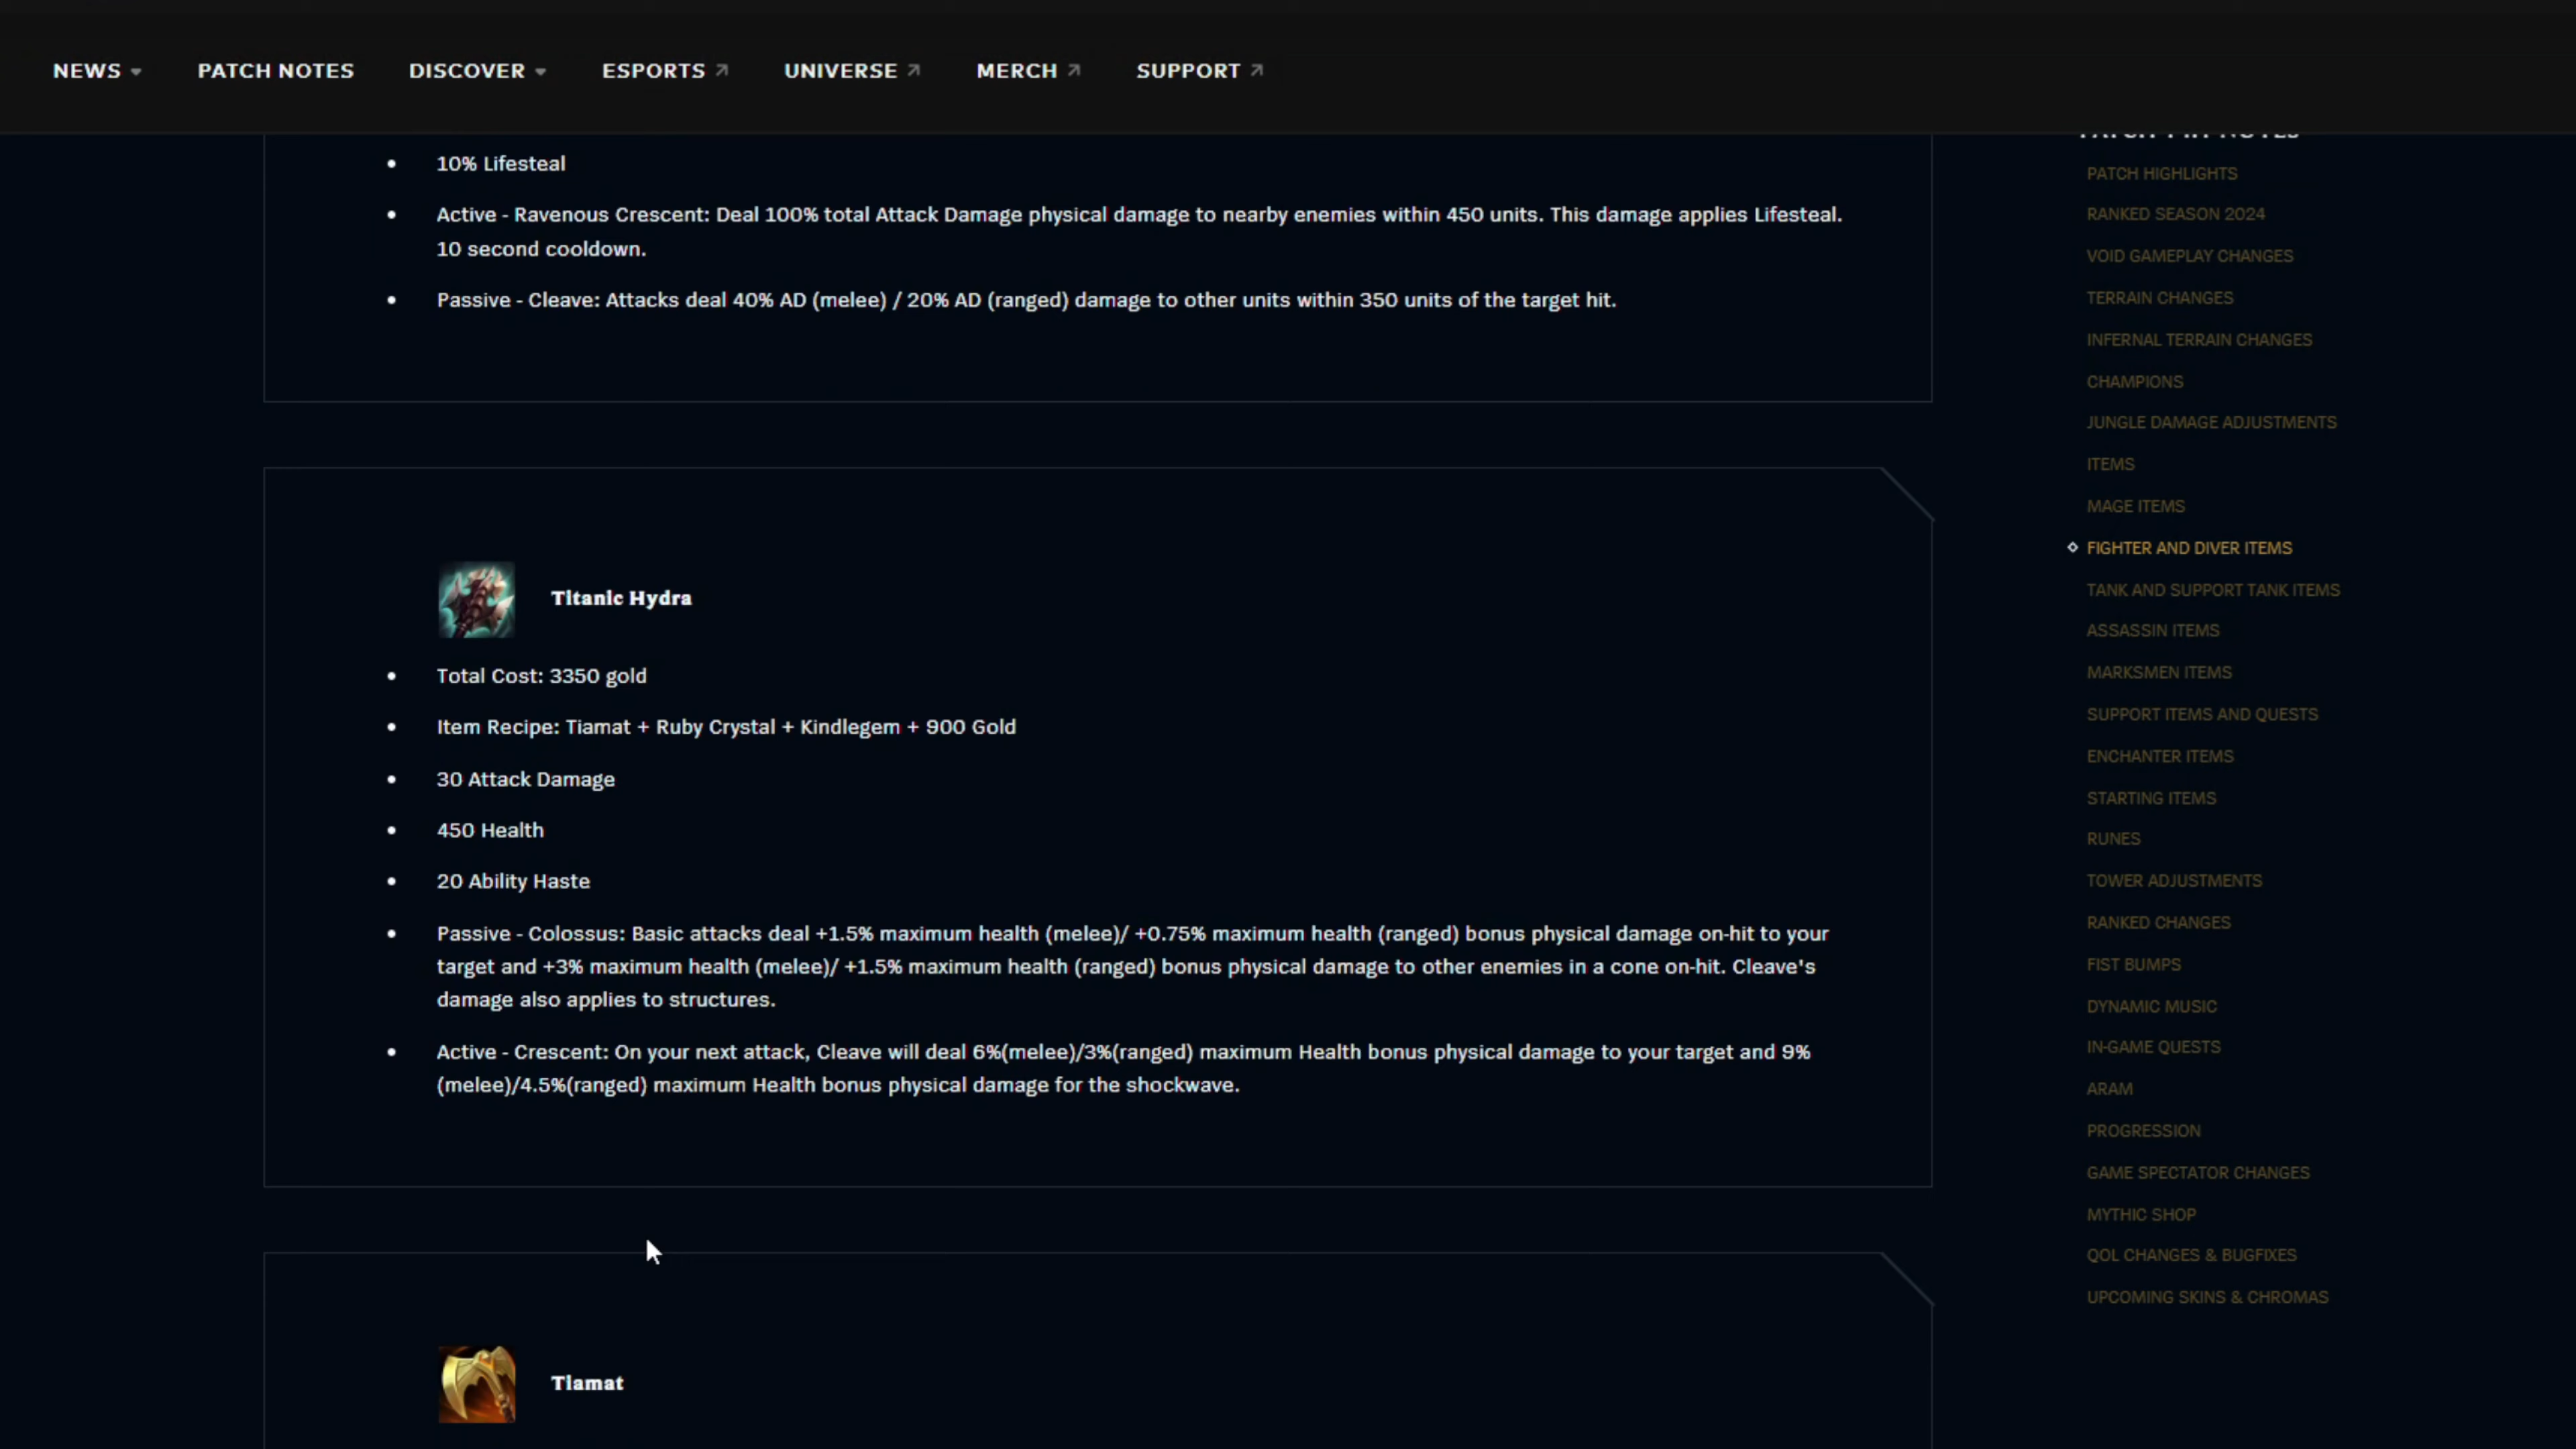 NEWS PATCH NOTES DISCOVER ESPORTS UNIVERSE MERCH SUPPORT
10% Lifesteal
Active - Ravenous Crescent: Deal 100% total Attack Damage physical damage to nearby enemies within 450 units. This damage applies Lifesteal.
10 second cooldown.
Passive - Cleave: Attacks deal 40% AD (melee) / 20% AD (ranged) damage to other units within 350 units of the target hit.
Titanic Hydra
Total Cost: 3350 gold
Item Recipe: Tiamat + Ruby Crystal + Kindlegem + 900 Gold
30 Attack Damage
450 Health
20 Ability Haste
Passive - Colossus: Basic attacks deal +1.5% maximum health (melee)/ +0.75% maximum health (ranged) bonus physical damage on-hit to your
target and +3% maximum health (melee)/ +1.5% maximum health (ranged) bonus physical damage to other enemies in a cone on-hit. Cleave's
damage also applies to structures.
Active - Crescent: On your next attack, Cleave will deal 6%(melee)/3%(ranged) maximum Health bonus physical damage to your target and 9%
(melee)/4.5%(ranged) maximum Health bonus physical damage for the shockwave.
Tiamat
NOTES
PATCH HIGHLIGHTS
RANKED SEASON 2024
VOID GAMEPLAY CHANGES
TERRAIN CHANGES
INFERNAL TERRAIN CHANGES
CHAMPIONS
JUNGLE DAMAGE ADJUSTMENTS
ITEMS
MAGE ITEMS
FIGHTER AND DIVER ITEMS
TANK AND SUPPORT TANK ITEMS
ASSASSIN ITEMS
MARKSMEN ITEMS
SUPPORT ITEMS AND QUESTS
ENCHANTER ITEMS
STARTING ITEMS
RUNES
TOWER ADJUSTMENTS
RANKED CHANGES
FIST BUMPS
DYNAMIC MUSIC
IN-GAME QUESTS
ARAM
PROGRESSION
GAME SPECTATOR CHANGES
MYTHIC SHOP
QOL CHANGES & BUGFIXES
UPCOMING SKINS & CHROMAS